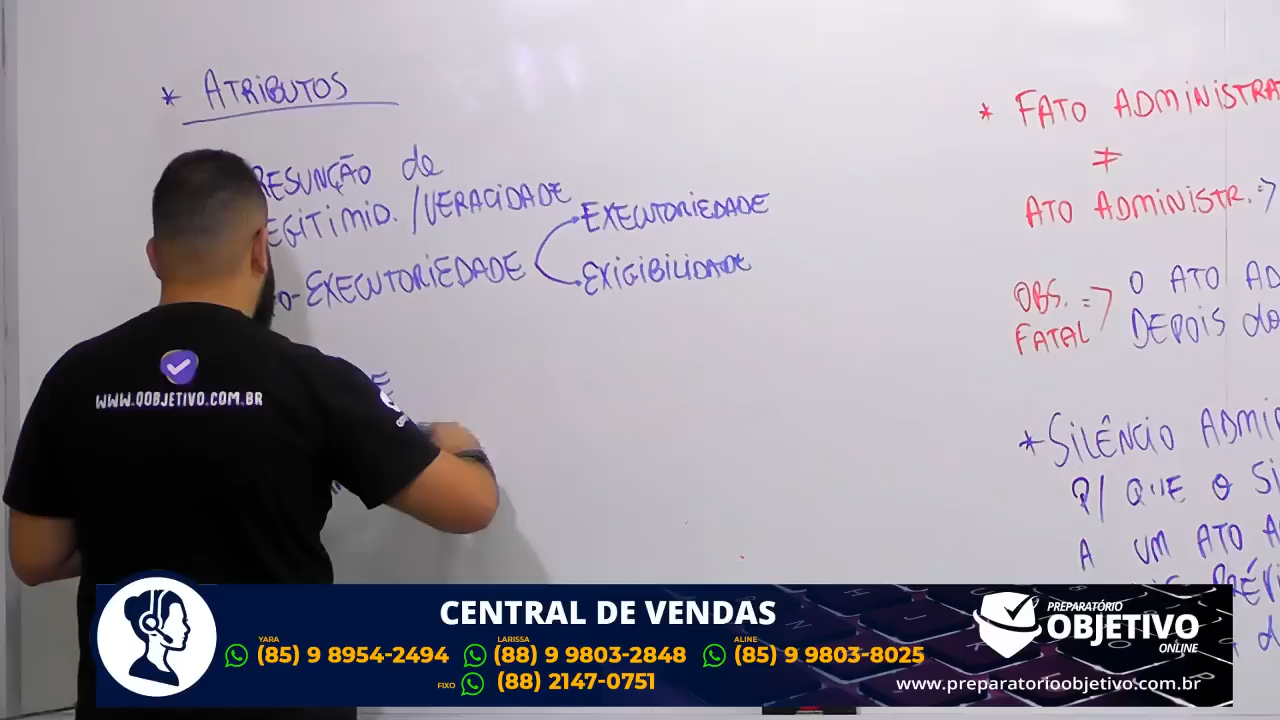 * ATRIBUTOS
RESUNÇÃO de
EGITIMID. / VERACIDADE
O-EXECUTORIEDADE
EXECUTORIEDADE
EXIGIBILIDADE
* FATO ADMINISTRA
≠
ATO ADMINISTR. =>
OBS. FATAL =>
O ATO AD
DEPOIS do
* SILÊNCIO ADMI
P/ QUE O SI
A UM ATO A
PRÉVI
WWW.QOBJETIVO.COM.BR
CENTRAL DE VENDAS
YARA
(85) 9 8954-2494
LARISSA
(88) 9 9803-2848
ALINE
(85) 9 9803-8025
FIXO
(88) 2147-0751
PREPARATÓRIO
OBJETIVO
ONLINE
www.preparatorioobjetivo.com.br